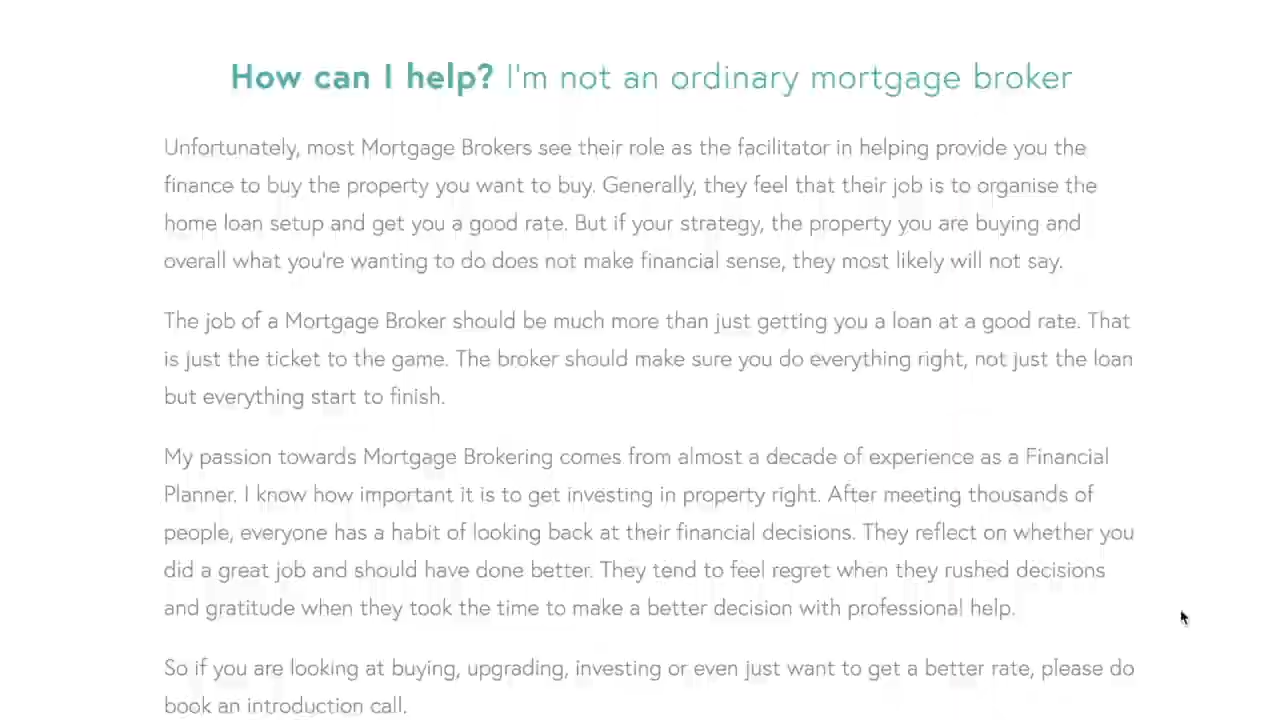 How can I help? I'm not an ordinary mortgage broker
Unfortunately, most Mortgage Brokers see their role as the facilitator in helping provide you the
finance to buy the property you want to buy. Generally, they feel that their job is to organise the
home loan setup and get you a good rate. But if your strategy, the property you are buying and
overall what you're wanting to do does not make financial sense, they most likely will not say.
The job of a Mortgage Broker should be much more than just getting you a loan at a good rate. That
is just the ticket to the game. The broker should make sure you do everything right, not just the loan
but everything start to finish.
My passion towards Mortgage Brokering comes from almost a decade of experience as a Financial
Planner. I know how important it is to get investing in property right. After meeting thousands of
people, everyone has a habit of looking back at their financial decisions. They reflect on whether you
did a great job and should have done better. They tend to feel regret when they rushed decisions
and gratitude when they took the time to make a better decision with professional help.
So if you are looking at buying, upgrading, investing or even just want to get a better rate, please do
book an introduction call.